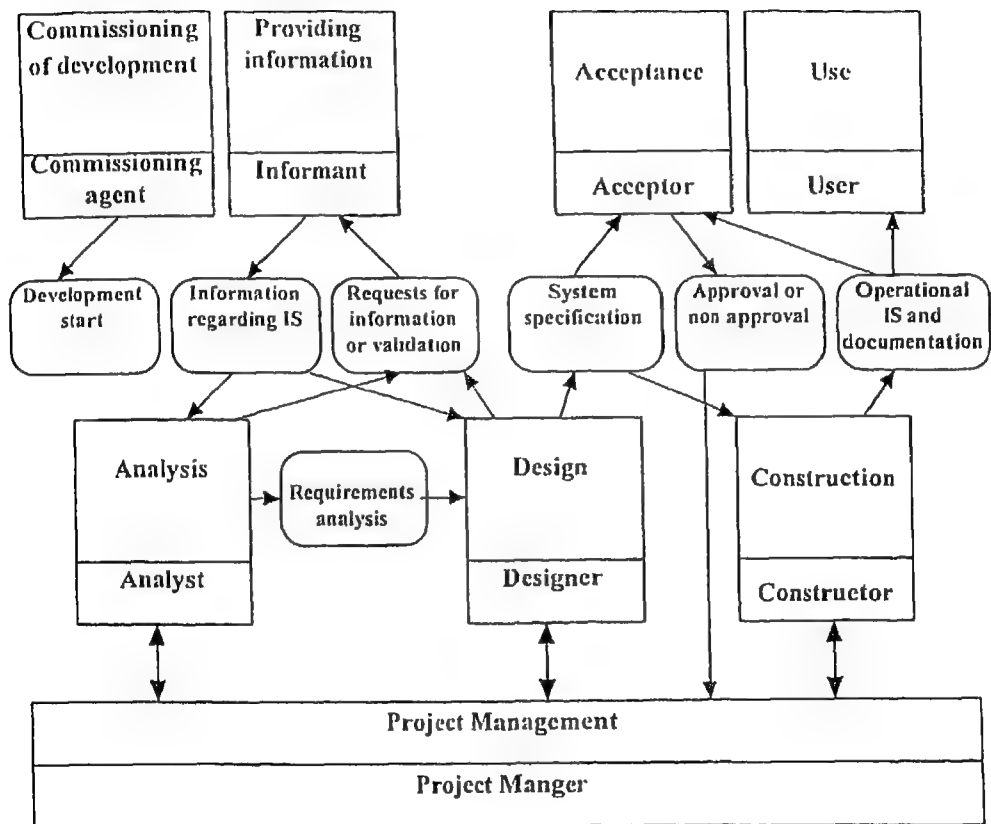 Commissioning
of development
Commissioning
agent
Providing
information
Informant
Acceptance
Acceptor
Use
User
Development
start
Information
regarding IS
Requests for
information
or validation
System
specification
Approval or
non approval
Operational
IS and
documentation
Analysis
Analyst
Requirements
analysis
Design
Designer
Construction
Constructor
Project Management
Project Manger